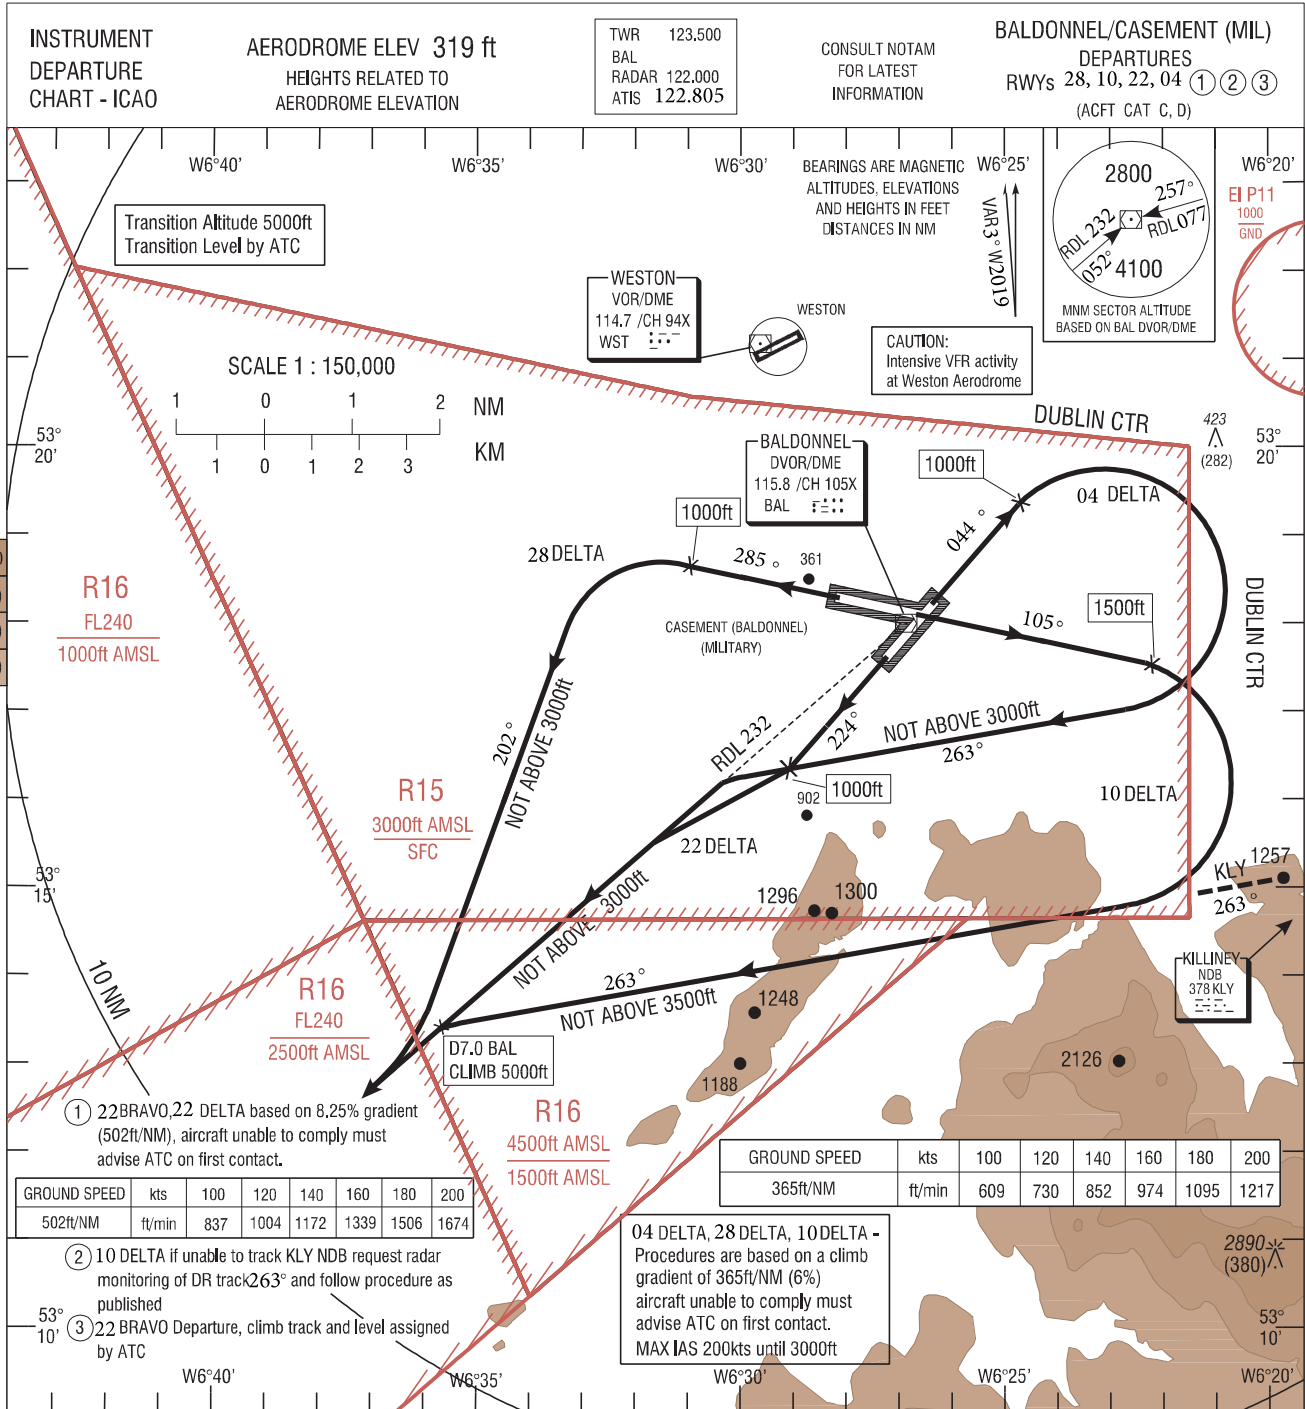 INSTRUMENT
DEPARTURE
CHART - ICAO
AERODROME ELEV 319 ft
HEIGHTS RELATED TO
AERODROME ELEVATION
TWR 123.500
BAL
RADAR 122.000
ATIS 122.805
CONSULT NOTAM
FOR LATEST
INFORMATION
BALDONNEL/CASEMENT (MIL)
DEPARTURES
RWYs 28, 10, 22, 04 1 2 3
(ACFT CAT C, D)
W6°40'
W6°35'
W6°30'
W6°25'
W6°20'
BEARINGS ARE MAGNETIC
ALTITUDES, ELEVATIONS
AND HEIGHTS IN FEET
DISTANCES IN NM
VAR3° W2019
2800
257°
RDL077
RDL 232
052°
4100
MNM SECTOR ALTITUDE
BASED ON BAL DVOR/DME
EI P11
1000
GND
Transition Altitude 5000ft
Transition Level by ATC
WESTON
VOR/DME
114.7 /CH 94X
WST
WESTON
CAUTION:
Intensive VFR activity
at Weston Aerodrome
SCALE 1 : 150,000
1 0 1 2 NM
1 0 1 2 3 KM
53°
20'
DUBLIN CTR
423
(282)
53°
20'
BALDONNEL
DVOR/DME
115.8 /CH 105X
BAL
1000ft
04 DELTA
1000ft
044°
28 DELTA
285°
361
R16
FL240
1000ft AMSL
CASEMENT (BALDONNEL)
(MILITARY)
105°
1500ft
DUBLIN CTR
202°
NOT ABOVE 3000ft
RDL 232
224°
NOT ABOVE 3000ft
263°
1000ft
902
10 DELTA
R15
3000ft AMSL
SFC
22 DELTA
53°
15'
1296
1300
KLY
1257
263°
NOT ABOVE 3000ft
10 NM
263°
NOT ABOVE 3500ft
KILLINEY
NDB
378 KLY
R16
FL240
2500ft AMSL
1248
D7.0 BAL
CLIMB 5000ft
1188
2126
R16
4500ft AMSL
1500ft AMSL
1 22 BRAVO, 22 DELTA based on 8.25% gradient
(502ft/NM), aircraft unable to comply must
advise ATC on first contact.
GROUND SPEED kts 100 120 140 160 180 200
502ft/NM ft/min 837 1004 1172 1339 1506 1674
GROUND SPEED kts 100 120 140 160 180 200
365ft/NM ft/min 609 730 852 974 1095 1217
2 10 DELTA if unable to track KLY NDB request radar
monitoring of DR track 263° and follow procedure as
published
3 22 BRAVO Departure, climb track and level assigned
by ATC
04 DELTA, 28 DELTA, 10 DELTA -
Procedures are based on a climb
gradient of 365ft/NM (6%)
aircraft unable to comply must
advise ATC on first contact.
MAX IAS 200kts until 3000ft
2890
(380)
53°
10'
53°
10'
W6°40'
W6°35'
W6°30'
W6°25'
W6°20'